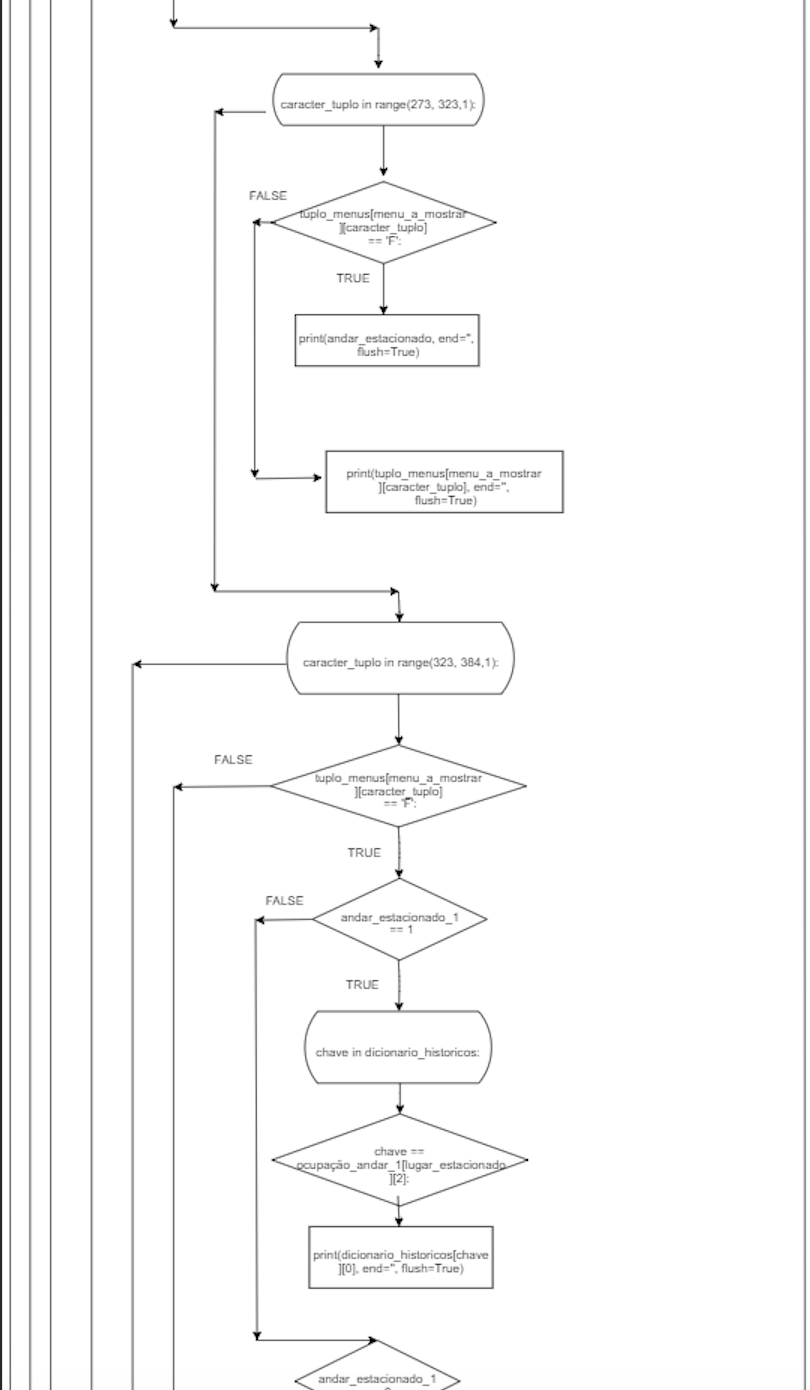 caracter_tuplo in range(273, 323,1):
FALSE
tuplo_menus[menu_a_mostrar
][caracter_tuplo]
== 'F':
TRUE
print(andar_estacionado, end='',
flush=True)
print(tuplo_menus[menu_a_mostrar
][caracter_tuplo], end='',
flush=True)
caracter_tuplo in range(323, 384,1):
FALSE
tuplo_menus[menu_a_mostrar
][caracter_tuplo]
== 'F':
TRUE
FALSE
andar_estacionado_1
== 1
TRUE
chave in dicionario_historicos:
chave ==
ocupação_andar_1[lugar_estacionado
][2]:
print(dicionario_historicos[chave
][0], end='', flush=True)
andar_estacionado_1